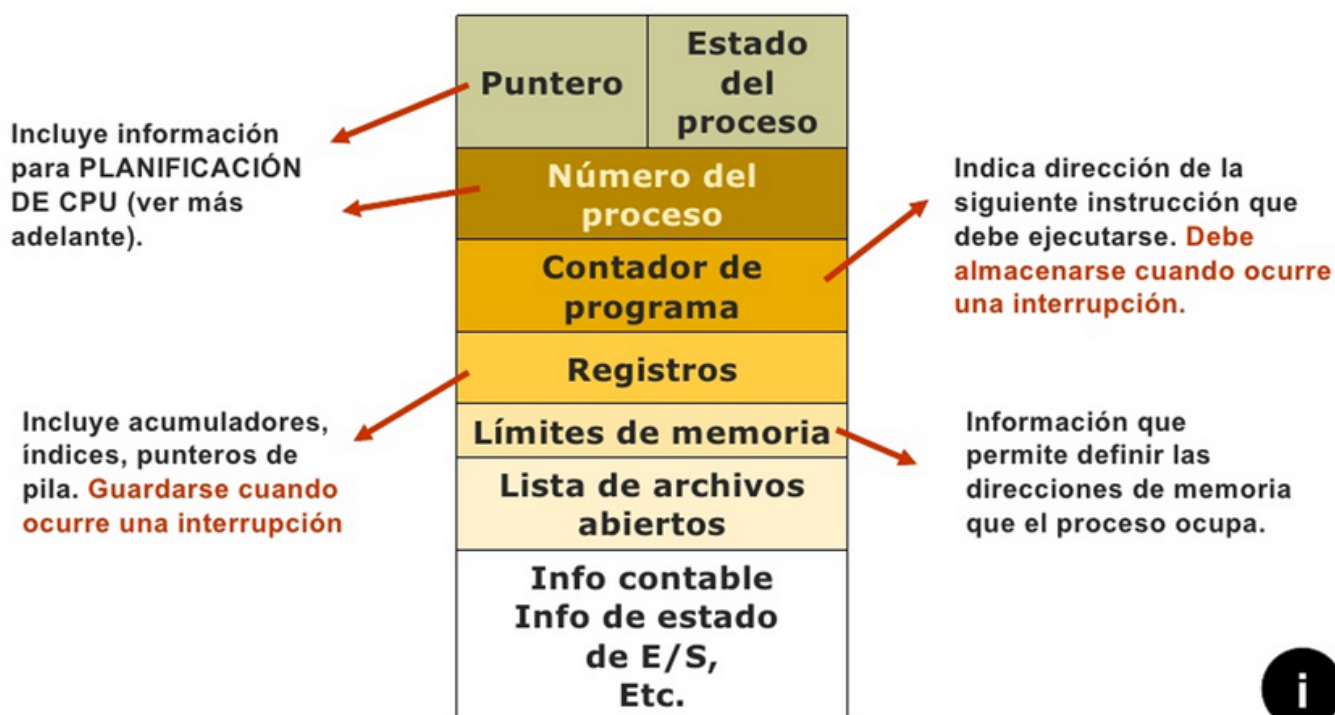 Puntero
Estado
del
proceso
Incluye información
para PLANIFICACIÓN
DE CPU (ver más
adelante).
Número del
proceso
Indica dirección de la
siguiente instrucción que
debe ejecutarse. Debe
almacenarse cuando ocurre
una interrupción.
Contador de
programa
Registros
Incluye acumuladores,
índices, punteros de
pila. Guardarse cuando
ocurre una interrupción
Límites de memoria
Información que
permite definir las
direcciones de memoria
que el proceso ocupa.
Lista de archivos
abiertos
Info contable
Info de estado
de E/S,
Etc.
i